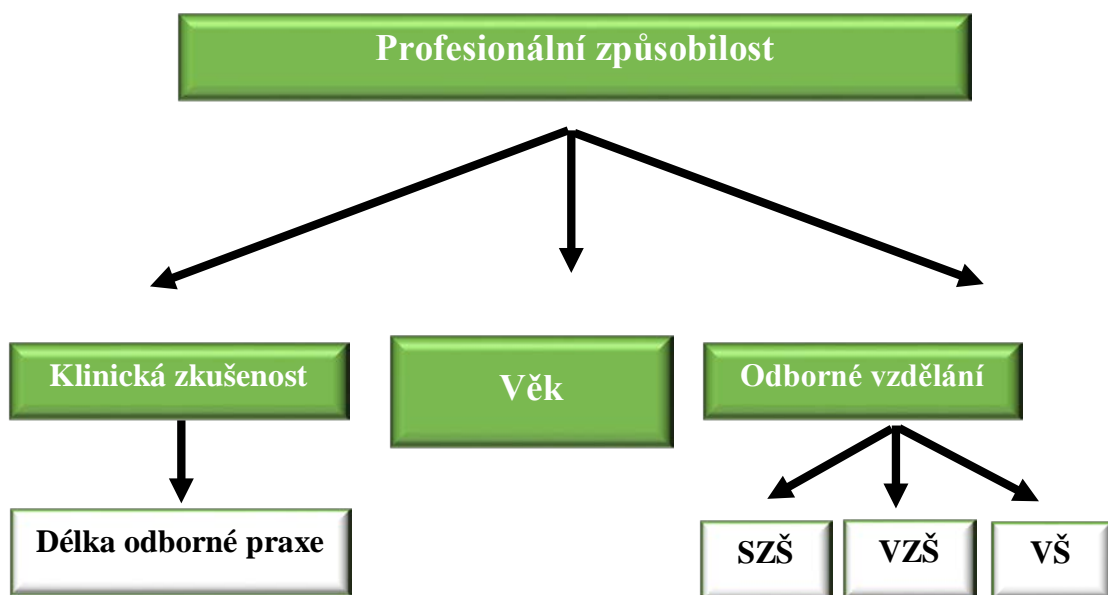 Profesionální způsobilost
Klinická zkušenost
Věk
Odborné vzdělání
Délka odborné praxe
SZŠ
VZŠ
VŠ